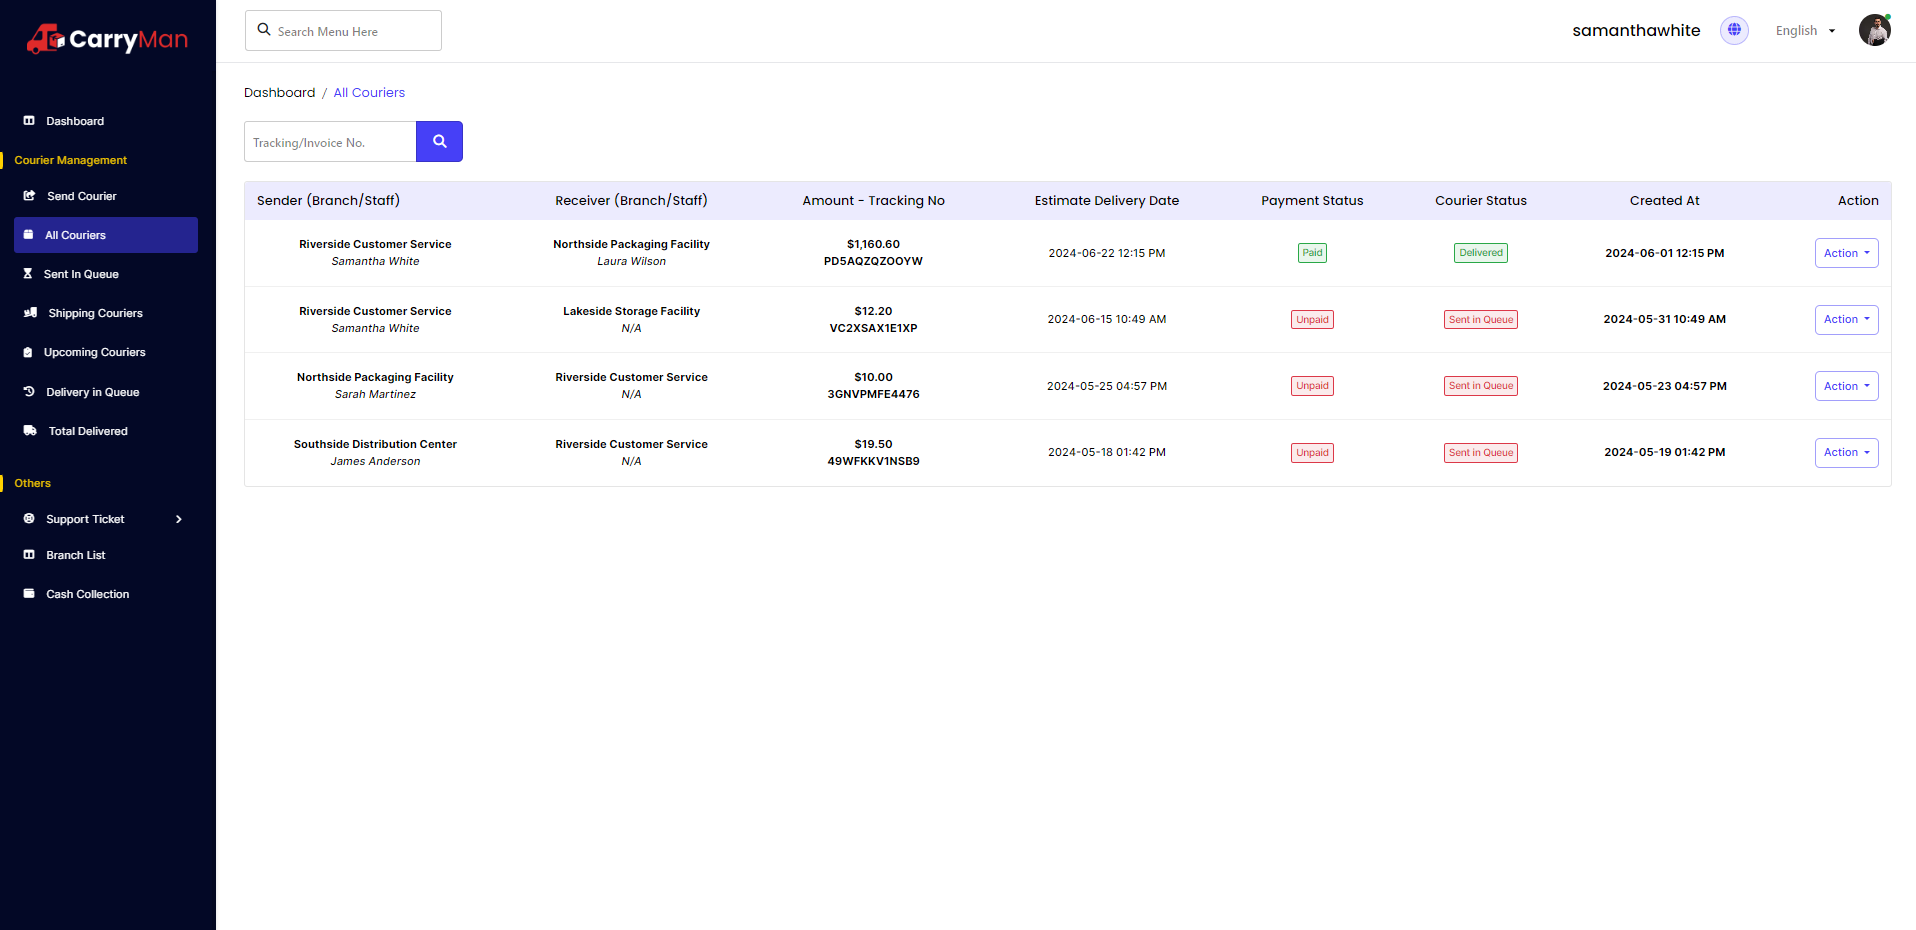 CarryMan
Search Menu Here
samanthawhite
English
Dashboard
Courier Management
Send Courier
All Couriers
Sent In Queue
Shipping Couriers
Upcoming Couriers
Delivery in Queue
Total Delivered
Others
Support Ticket
Branch List
Cash Collection
Dashboard / All Couriers
Tracking/Invoice No.
Sender (Branch/Staff) Receiver (Branch/Staff) Amount - Tracking No Estimate Delivery Date Payment Status Courier Status Created At Action
Riverside Customer Service Northside Packaging Facility $1,160.60
2024-06-22 12:15 PM Paid Delivered 2024-06-01 12:15 PM Action
Samantha White Laura Wilson PD5AQZQZOOYW
Riverside Customer Service Lakeside Storage Facility $12.20
2024-06-15 10:49 AM Unpaid Sent in Queue 2024-05-31 10:49 AM Action
Samantha White N/A VC2XSAX1E1XP
Northside Packaging Facility Riverside Customer Service $10.00
2024-05-25 04:57 PM Unpaid Sent in Queue 2024-05-23 04:57 PM Action
Sarah Martinez N/A 3GNVPMFE4476
Southside Distribution Center Riverside Customer Service $19.50
2024-05-18 01:42 PM Unpaid Sent in Queue 2024-05-19 01:42 PM Action
James Anderson N/A 49WFKKV1NSB9